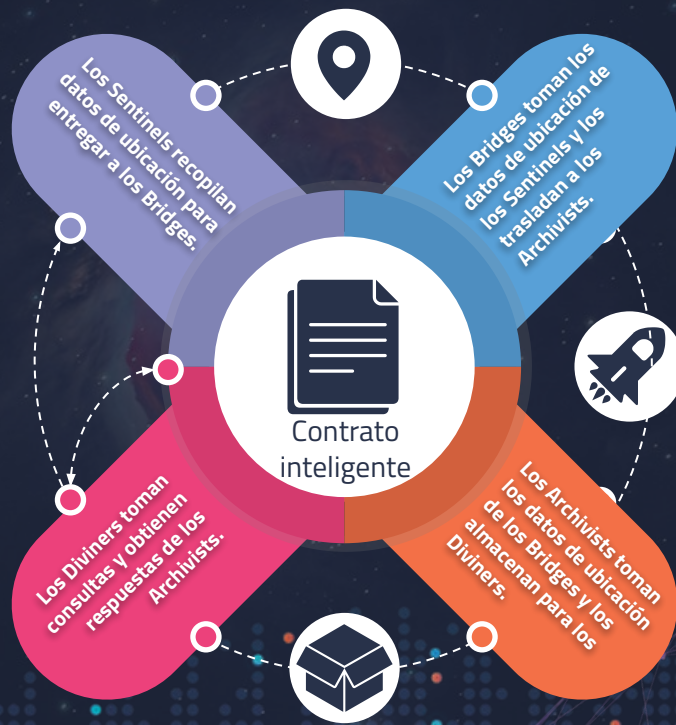 Los Sentinels recopilan
datos de ubicación para
entregar a los Bridges.
Los Bridges toman los
datos de ubicación de
los Sentinels y los
trasladan a los
Archivists.
Contrato
inteligente
Los Diviners toman
consultas y obtienen
respuestas de los
Archivists.
Los Archivists toman
los datos de ubicación
de los Bridges y los
almacenan para los
Diviners.